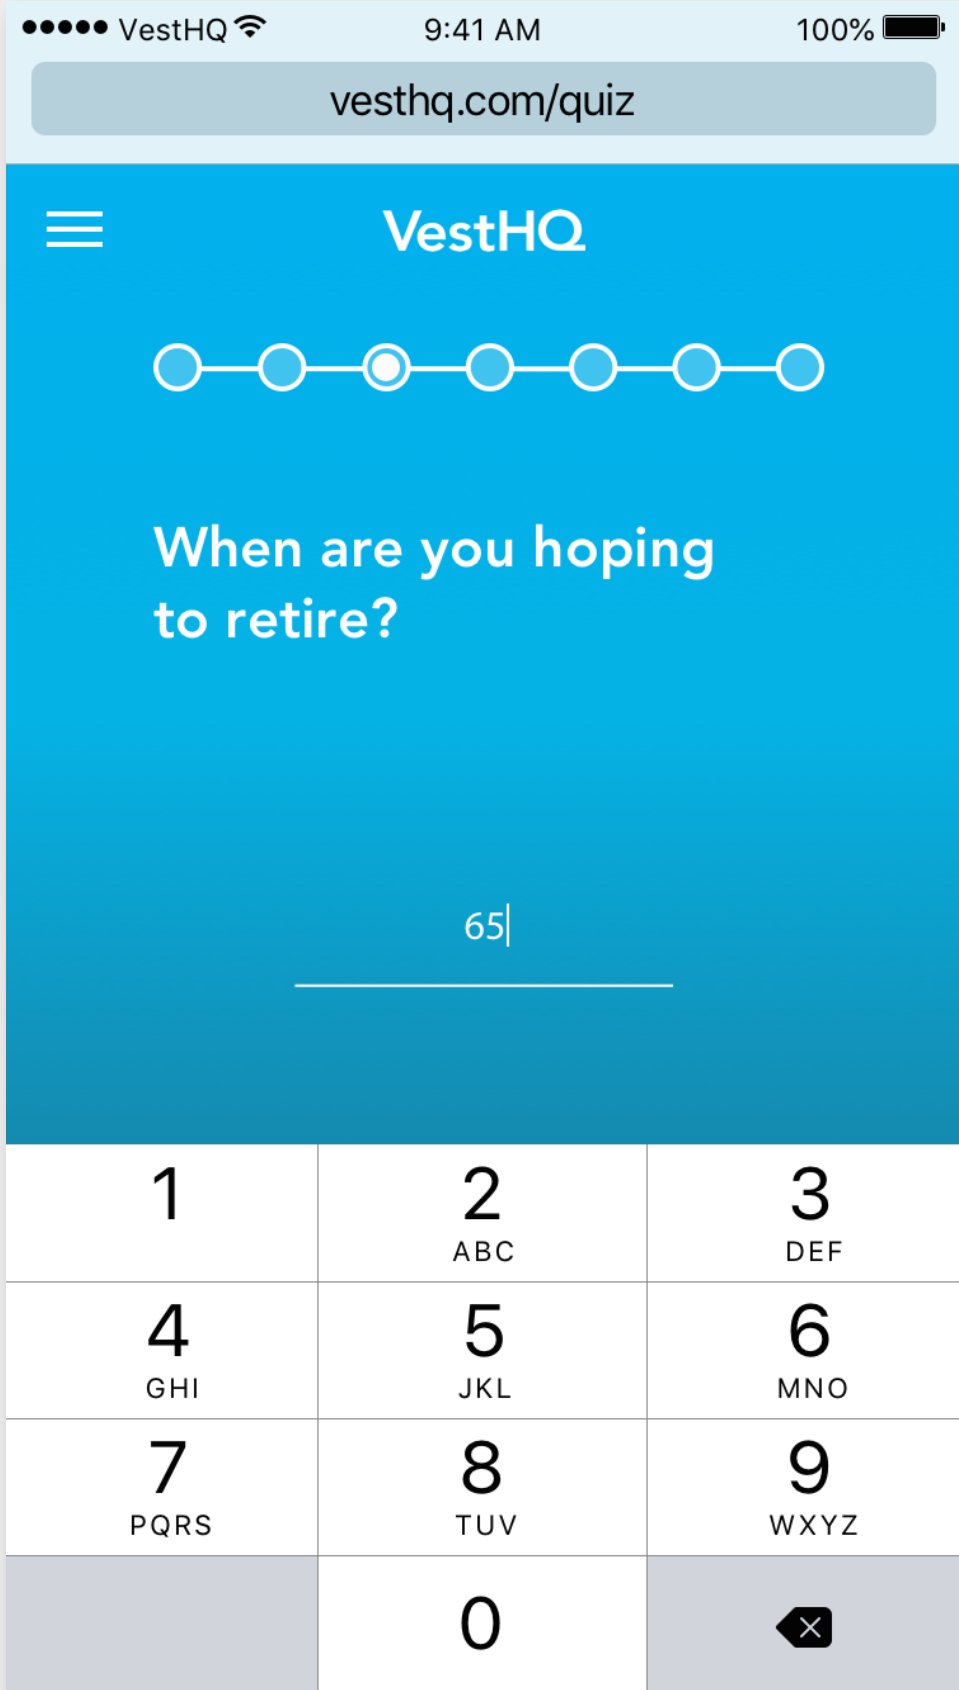 VestHQ 9:41 AM 100%
vesthq.com/quiz
VestHQ
When are you hoping
to retire?
65
1 2 3
ABC DEF
4 5 6
GHI JKL MNO
7 8 9
PQRS TUV WXYZ
0